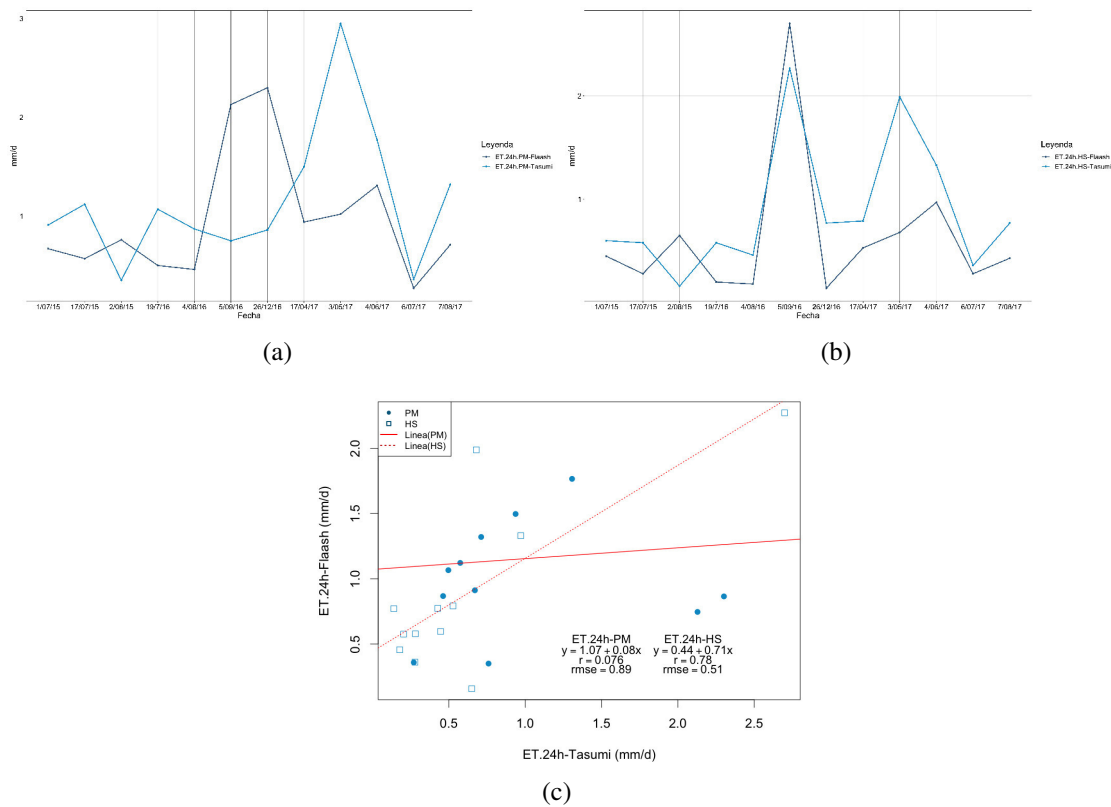 3
2
1
mm/d
1/07/15 17/07/15 2/08/15 19/7/16 4/08/16 5/09/16 26/12/16 17/04/17 3/05/17 4/06/17 6/07/17 7/08/17
Fecha
Leyenda
ET.24h.PM-Flaash
ET.24h.PM-Tasumi
(a)
2
1
mm/d
1/07/15 17/07/15 2/08/15 19/7/16 4/08/16 5/09/16 26/12/16 17/04/17 3/05/17 4/06/17 6/07/17 7/08/17
Fecha
Leyenda
ET.24h.HS-Flaash
ET.24h.HS-Tasumi
(b)
PM
HS
Linea(PM)
Linea(HS)
2.0
1.5
1.0
0.5
ET.24h-Flaash (mm/d)
ET.24h-PM ET.24h-HS
y = 1.07 + 0.08x y = 0.44 + 0.71x
r = 0.076 r = 0.78
rmse = 0.89 rmse = 0.51
0.5 1.0 1.5 2.0 2.5
ET.24h-Tasumi (mm/d)
(c)